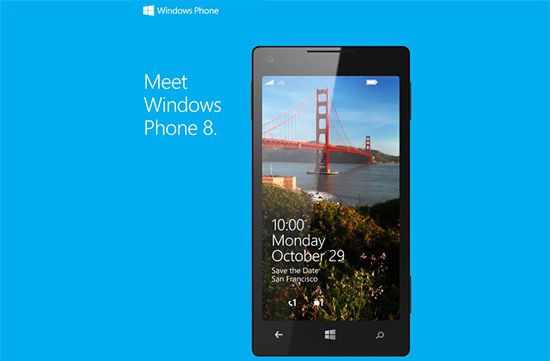 Windows Phone
Meet
Windows
Phone 8.
LTE
10:00
Monday
October 29
Save the Date
San Francisco
1
1